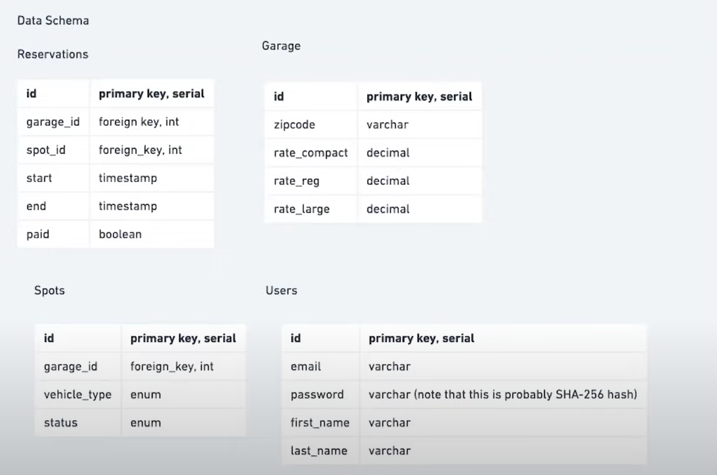 Data Schema
Reservations
id primary key, serial
garage_id foreign key, int
spot_id foreign_key, int
start timestamp
end timestamp
paid boolean
Garage
id primary key, serial
zipcode varchar
rate_compact decimal
rate_reg decimal
rate_large decimal
Spots
id primary key, serial
garage_id foreign_key, int
vehicle_type enum
status enum
Users
id primary key, serial
email varchar
password varchar (note that this is probably SHA-256 hash)
first_name varchar
last_name varchar